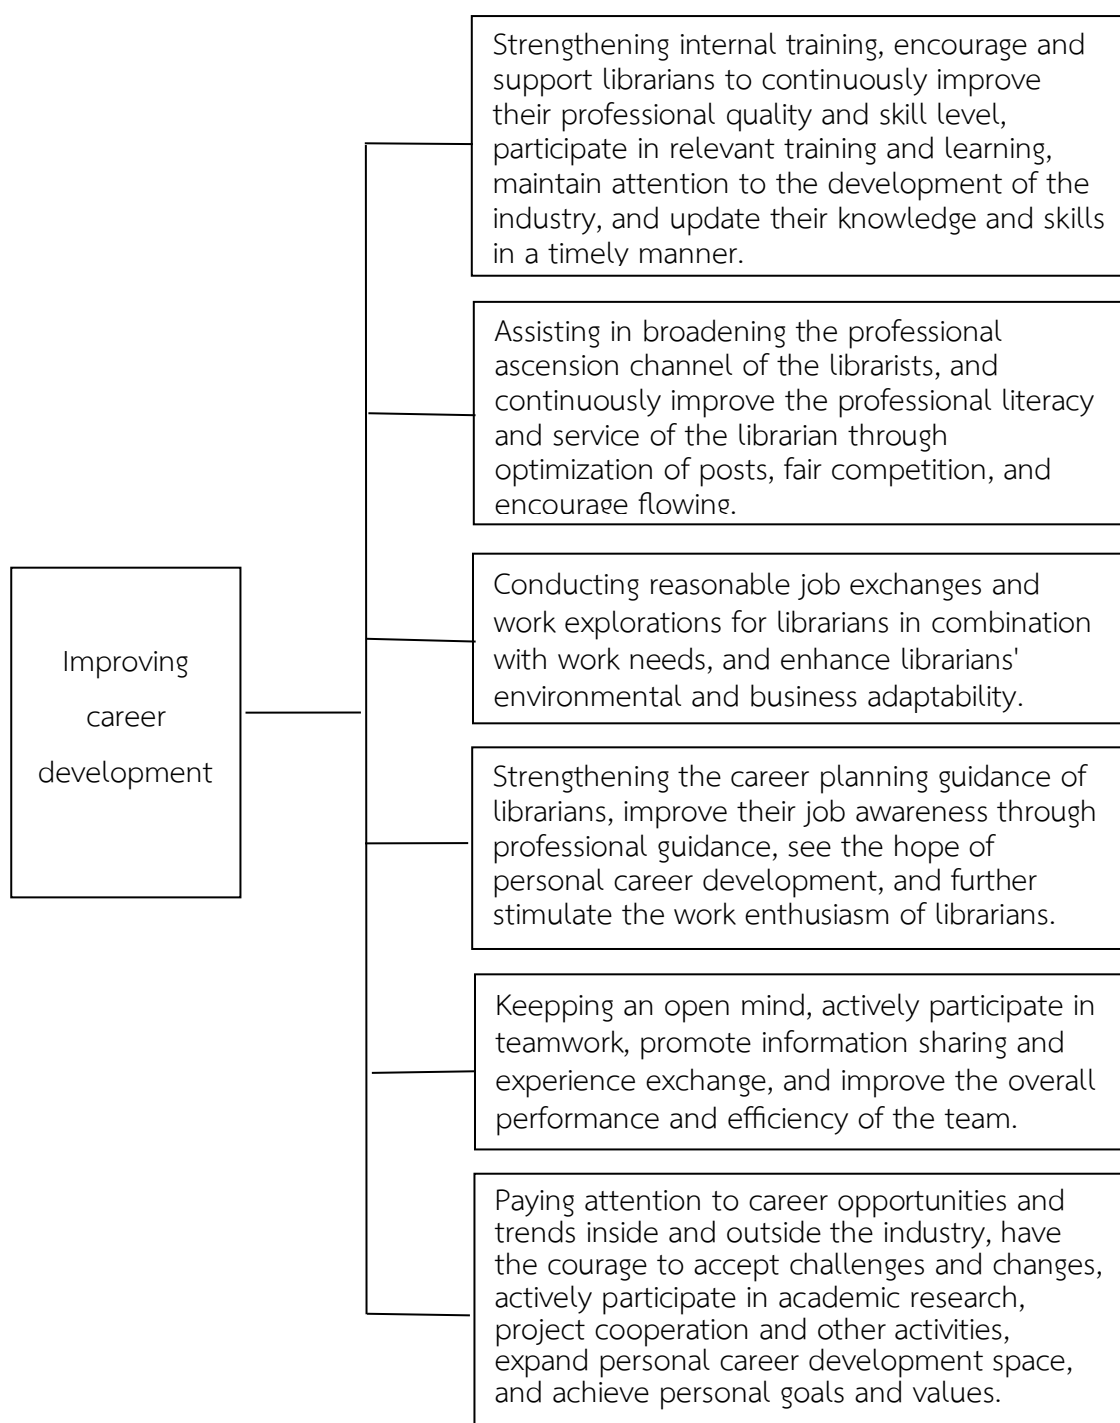 Strengthening internal training, encourage and
support librarians to continuously improve
their professional quality and skill level,
participate in relevant training and learning,
maintain attention to the development of the
industry, and update their knowledge and skills
in a timely manner.
Assisting in broadening the professional
ascension channel of the librarists, and
continuously improve the professional literacy
and service of the librarian through
optimization of posts, fair competition, and
encourage flowing.
Improving
career
development
Conducting reasonable job exchanges and
work explorations for librarians in combination
with work needs, and enhance librarians'
environmental and business adaptability.
Strengthening the career planning guidance of
librarians, improve their job awareness through
professional guidance, see the hope of
personal career development, and further
stimulate the work enthusiasm of librarians.
Keepping an open mind, actively participate in
teamwork, promote information sharing and
experience exchange, and improve the overall
performance and efficiency of the team.
Paying attention to career opportunities and
trends inside and outside the industry, have
the courage to accept challenges and changes,
actively participate in academic research,
project cooperation and other activities,
expand personal career development space,
and achieve personal goals and values.